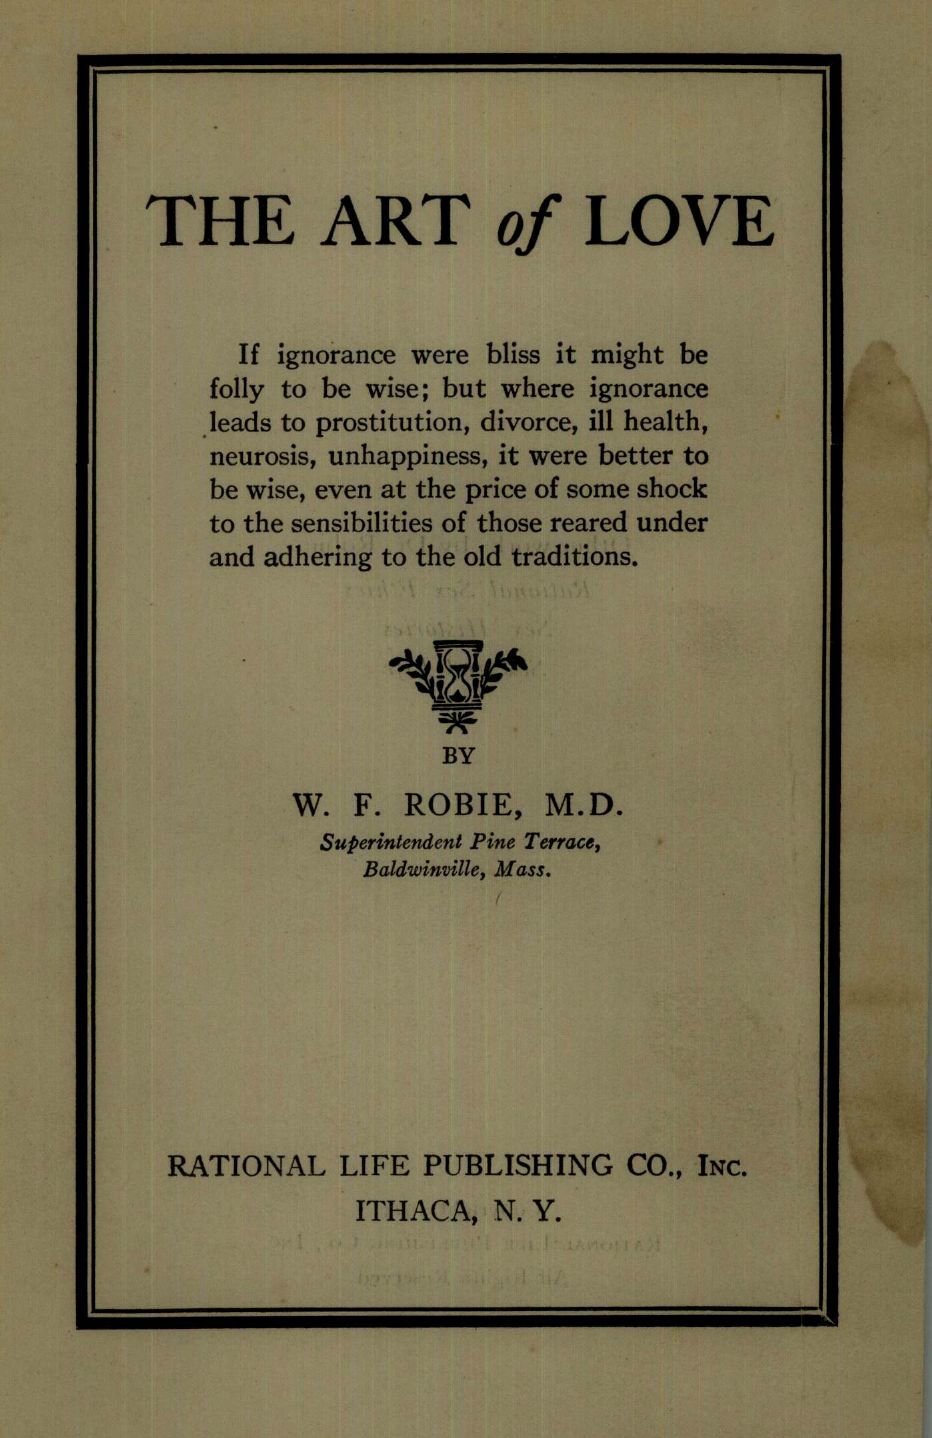 THE ART of LOVE
If ignorance were bliss it might be
folly to be wise; but where ignorance
leads to prostitution, divorce, ill health,
neurosis, unhappiness, it were better to
be wise, even at the price of some shock
to the sensibilities of those reared under
and adhering to the old traditions.
BY
W. F. ROBIE, M.D.
Superintendent Pine Terrace,
Baldwinville, Mass.
RATIONAL LIFE PUBLISHING CO., INC.
ITHACA, N. Y.